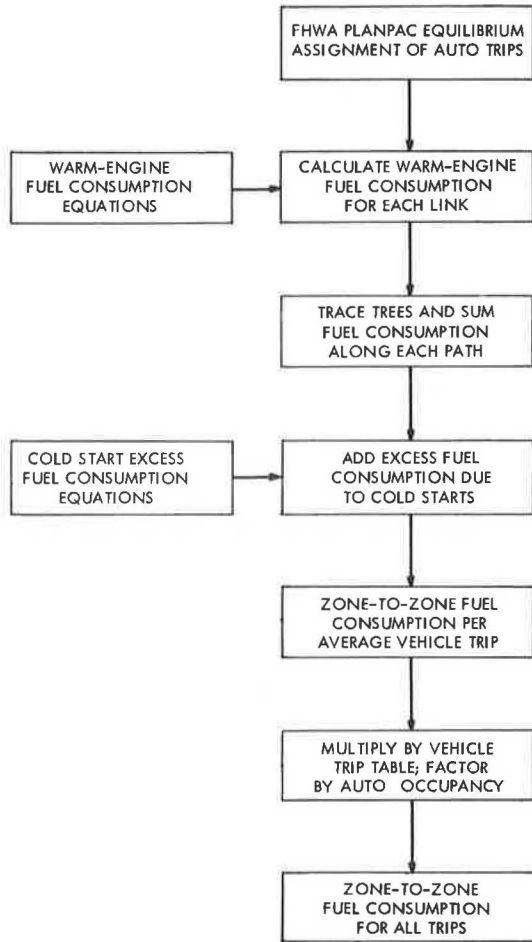 FHWA PLANPAC EQUILIBRIUM
ASSIGNMENT OF AUTO TRIPS
WARM-ENGINE
FUEL CONSUMPTION
EQUATIONS
CALCULATE WARM-ENGINE
FUEL CONSUMPTION
FOR EACH LINK
TRACE TREES AND SUM
FUEL CONSUMPTION
ALONG EACH PATH
COLD START EXCESS
FUEL CONSUMPTION
EQUATIONS
ADD EXCESS FUEL
CONSUMPTION DUE
TO COLD STARTS
ZONE-TO-ZONE FUEL
CONSUMPTION PER
AVERAGE VEHICLE TRIP
MULTIPLY BY VEHICLE
TRIP TABLE; FACTOR
BY AUTO OCCUPANCY
ZONE-TO-ZONE
FUEL CONSUMPTION
FOR ALL TRIPS